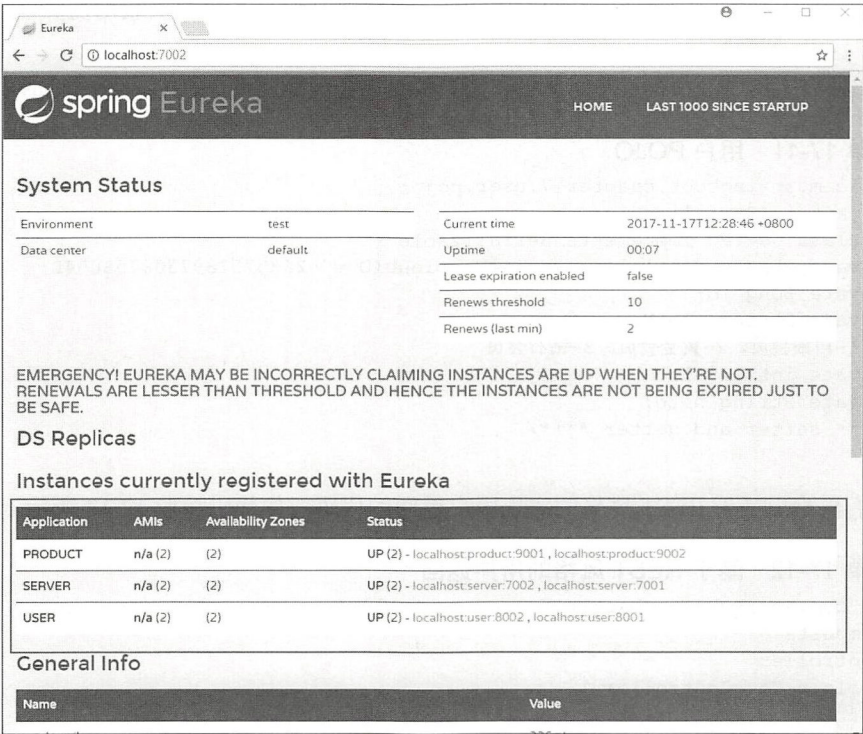 Eureka
localhost:7002
spring Eureka
HOME LAST 1000 SINCE STARTUP
System Status
Environment test
Data center default
Current time 2017-11-17T12:28:46 +0800
Uptime 00:07
Lease expiration enabled false
Renews threshold 10
Renews (last min) 2
EMERGENCY! EUREKA MAY BE INCORRECTLY CLAIMING INSTANCES ARE UP WHEN THEY'RE NOT.
RENEWALS ARE LESSER THAN THRESHOLD AND HENCE THE INSTANCES ARE NOT BEING EXPIRED JUST TO
BE SAFE.
DS Replicas
Instances currently registered with Eureka
Application AMIs Availability Zones Status
PRODUCT n/a (2) (2) UP (2) - localhost:product:9001 , localhost:product:9002
SERVER n/a (2) (2) UP (2) - localhost:server:7002 , localhost:server:7001
USER n/a (2) (2) UP (2) - localhost:user:8002 , localhost:user:8001
General Info
Name Value